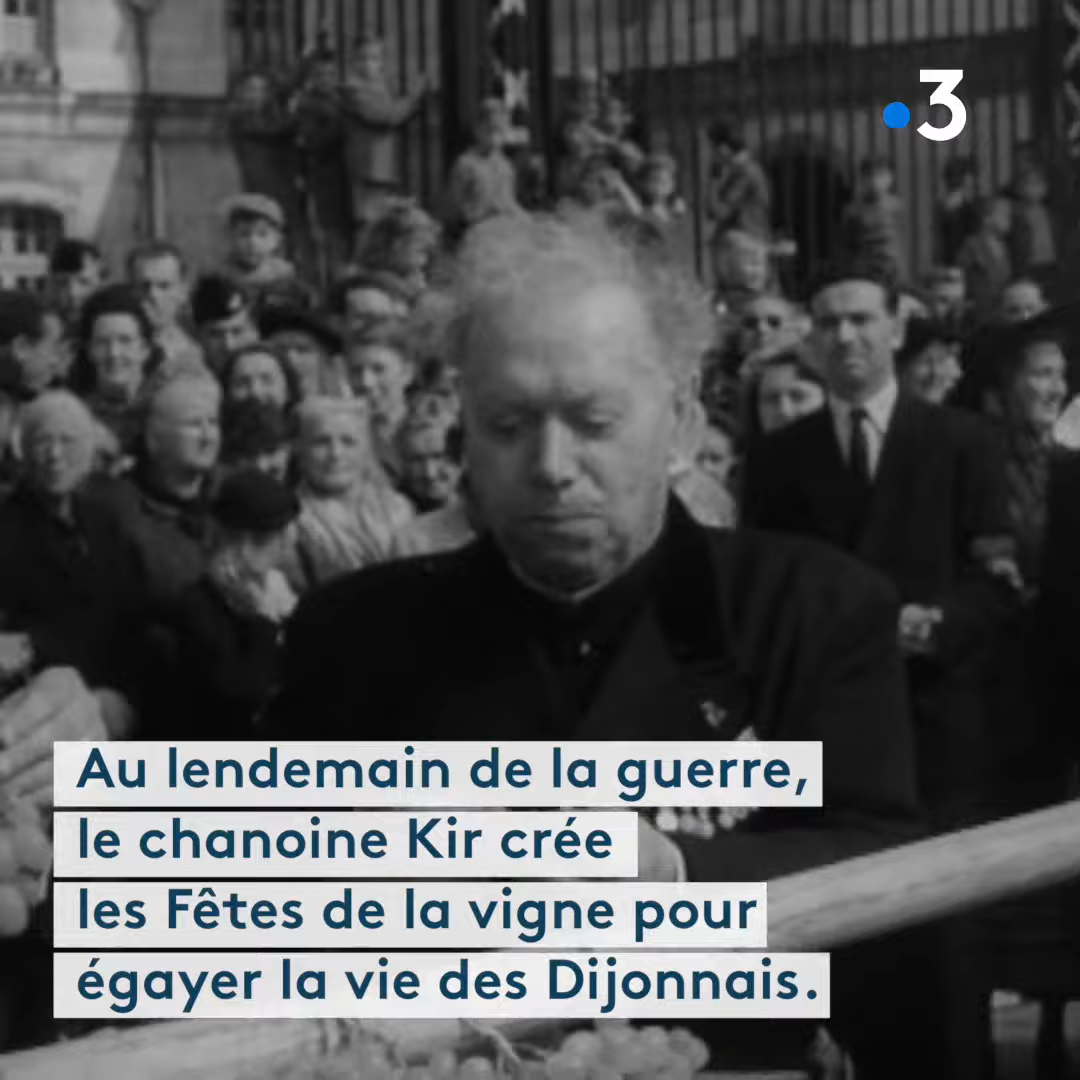 3
Au lendemain de la guerre,
le chanoine Kir crée
les Fêtes de la vigne pour
égayer la vie des Dijonnais.